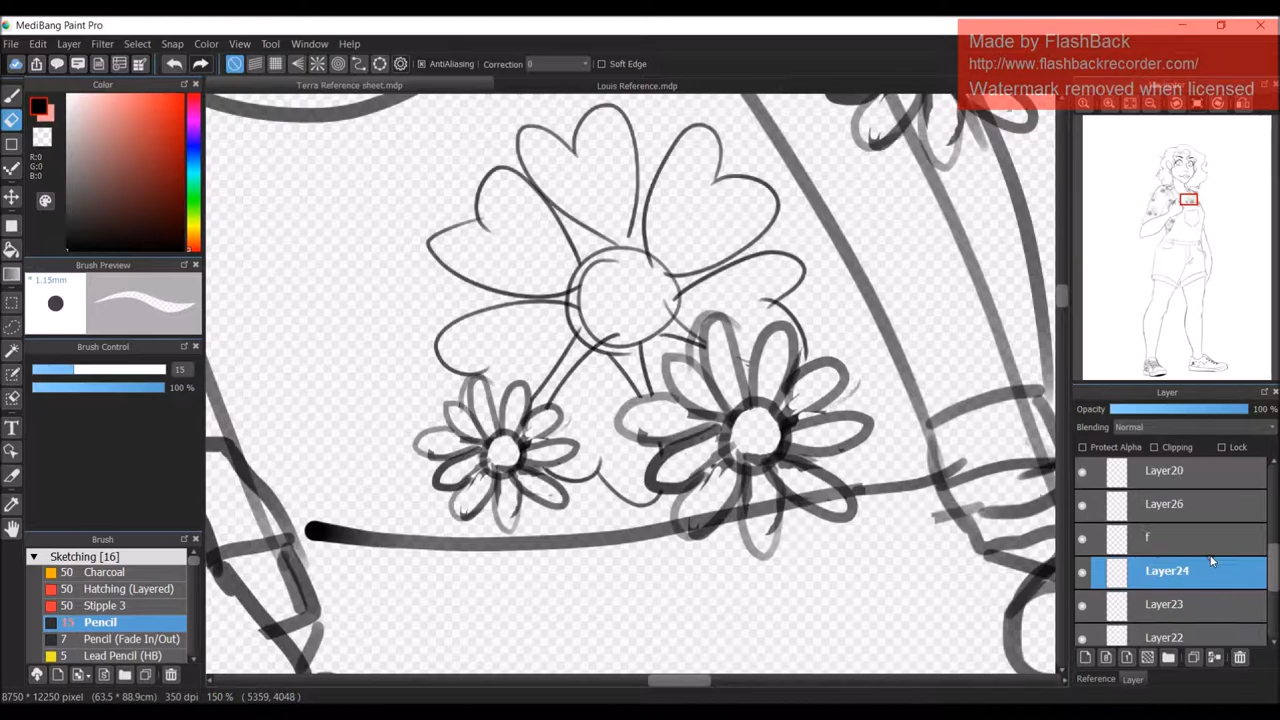 MediBang Paint Pro
Made by FlashBack
http://www.flashbackrecorder.com/
Watermark removed when licensed
File Edit Layer Filter Select Snap Color View Tool Window Help
AntiAliasing Correction 0 Soft Edge
Color
Terra Reference sheet.mdp Louis Reference.mdp
R:0
G:0
B:0
Brush Preview
* 1.15mm
Brush Control
15
100 %
Layer
Opacity 100 %
Blending Normal
Protect Alpha Clipping Lock
Layer20
Layer26
f
Layer24
Layer23
Layer22
Brush
Sketching [16]
50 Charcoal
50 Hatching (Layered)
50 Stipple 3
15 Pencil
7 Pencil (Fade In/Out)
5 Lead Pencil (HB)
Reference Layer
8750 * 12250 pixel (63.5 * 88.9cm) 350 dpi 150 % ( 5359, 4048 )